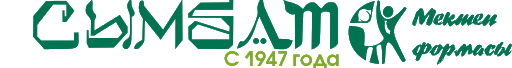 СЫМБАТ
С 1947 года
Мектеп
формасы